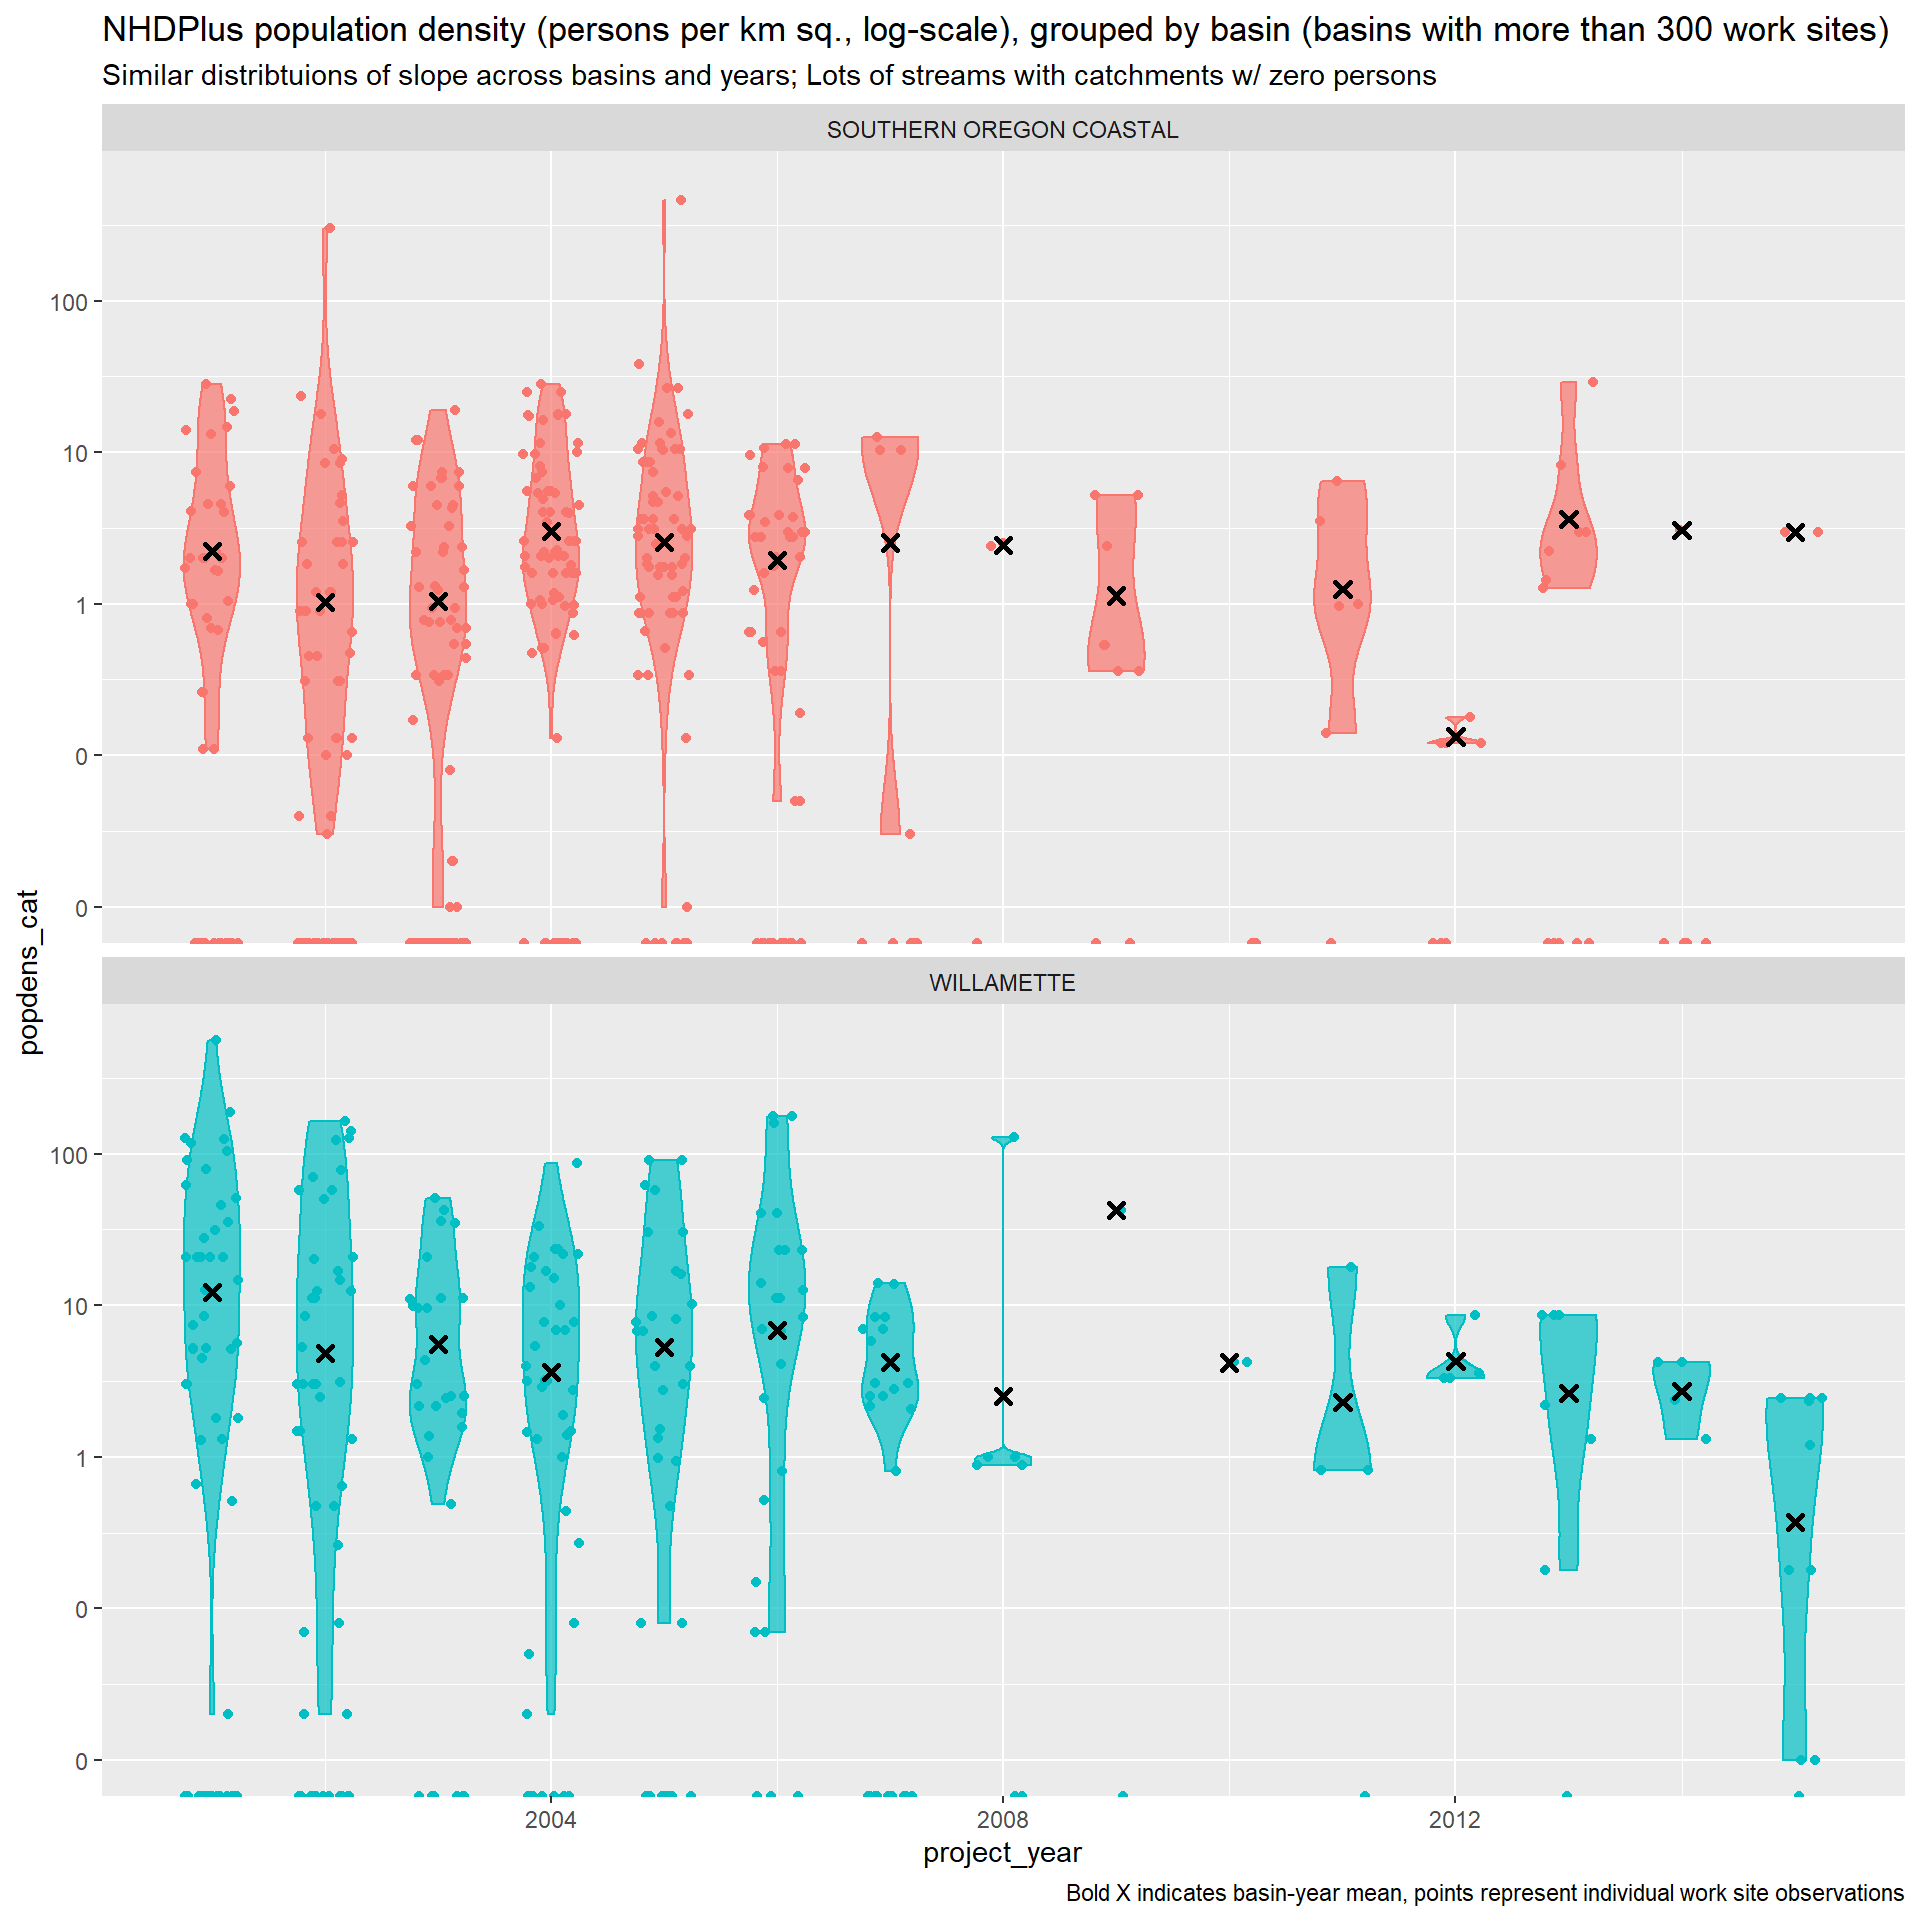 NHDPlus population density (persons per km sq., log-scale), grouped by basin (basins with more than 300 work sites)
Similar distribtuions of slope across basins and years; Lots of streams with catchments w/ zero persons
SOUTHERN OREGON COASTAL
100
10
1
0
0
popdens_cat
WILLAMETTE
100
10
1
0
0
2004
2008
2012
project_year
Bold X indicates basin-year mean, points represent individual work site observations